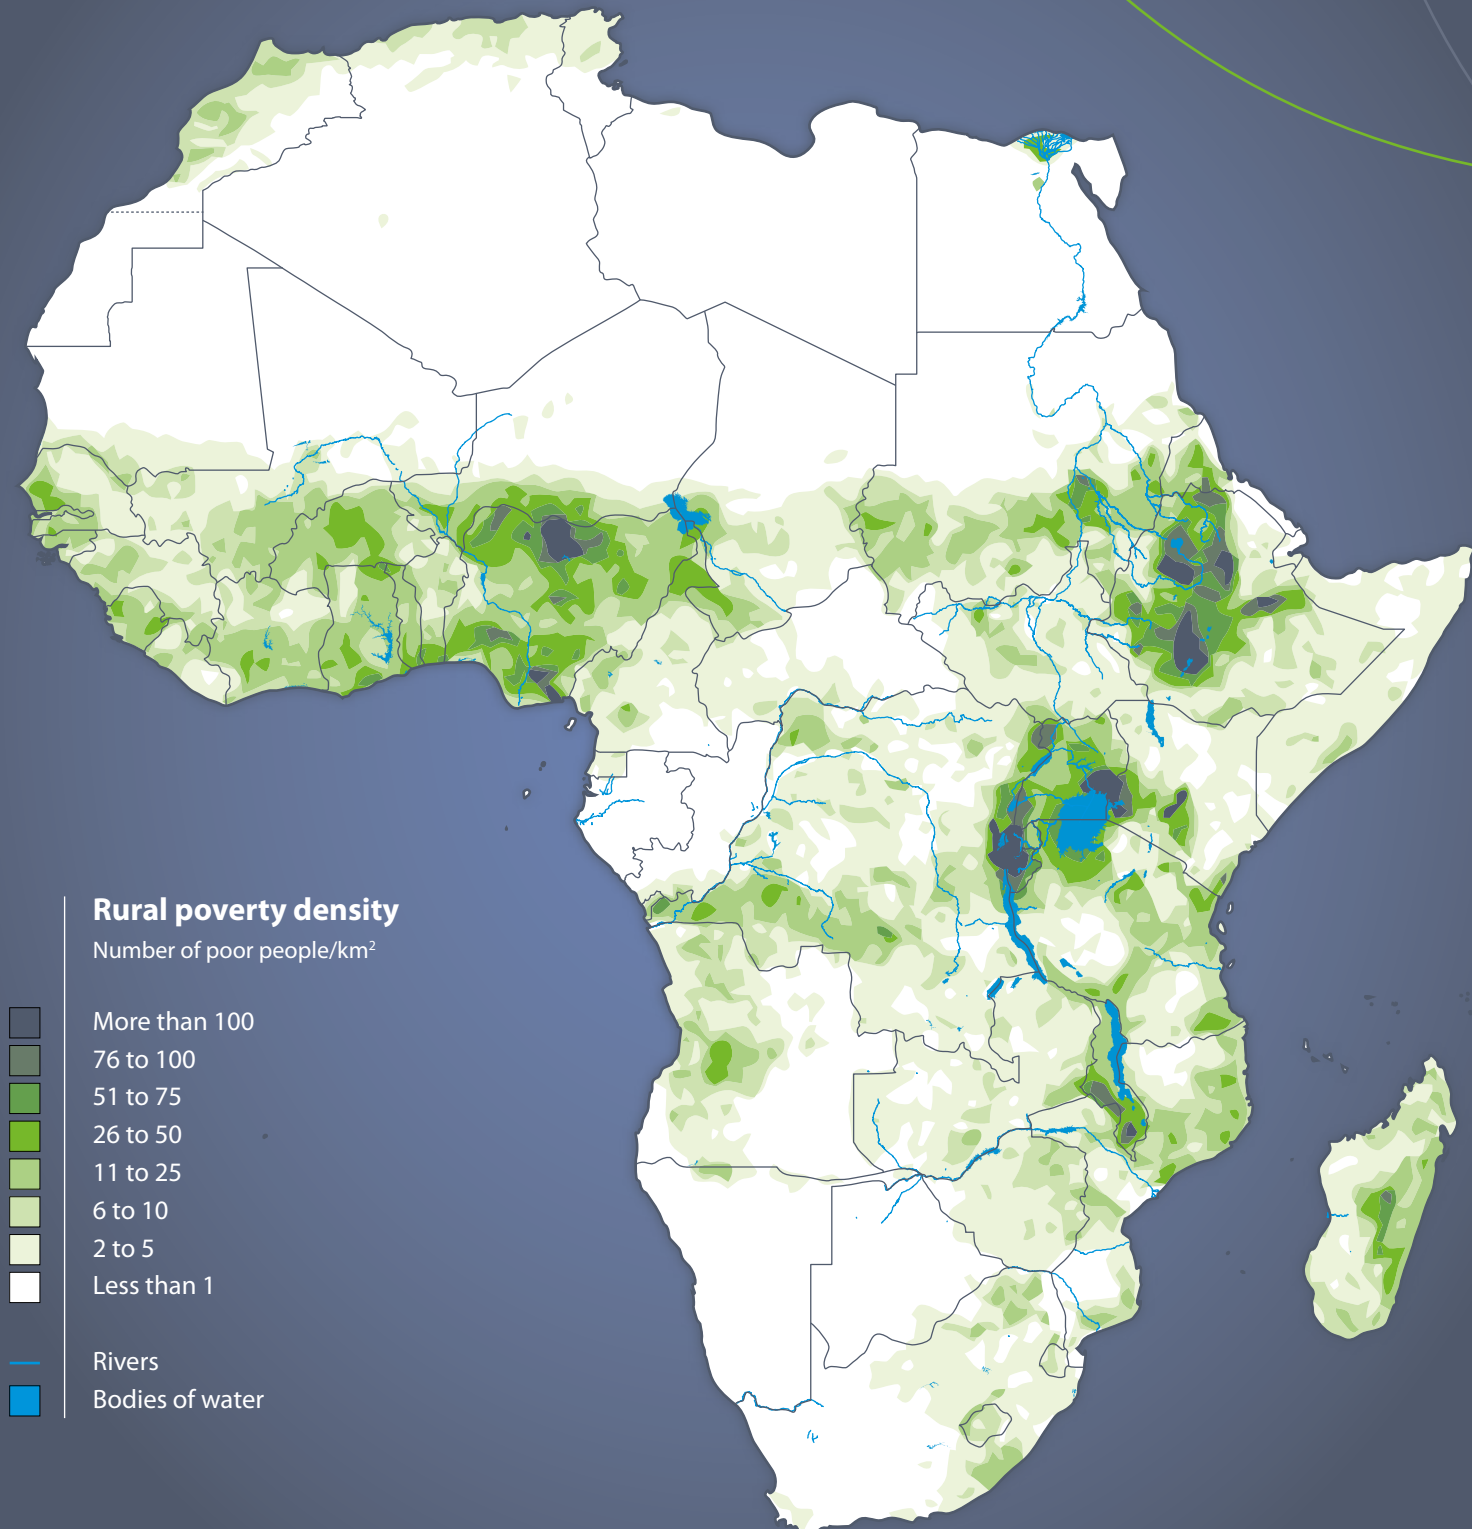 Rural poverty density
Number of poor people/km²
More than 100
76 to 100
51 to 75
26 to 50
11 to 25
6 to 10
2 to 5
Less than 1
Rivers
Bodies of water